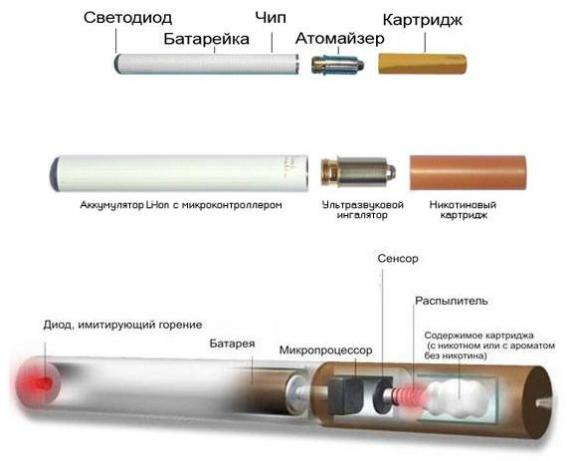 Светодиод
Чип
Картридж
Батарейка
Атомайзер
Аккумулятор Li-Ion с микроконтроллером
Ультразвуковой
ингалятор
Никотиновый
картридж
Сенсор
Распылитель
Диод, имитирующий горение
Батарея
Микропроцессор
Содержимое картриджа
(с никотном или с ароматом
без никотина)